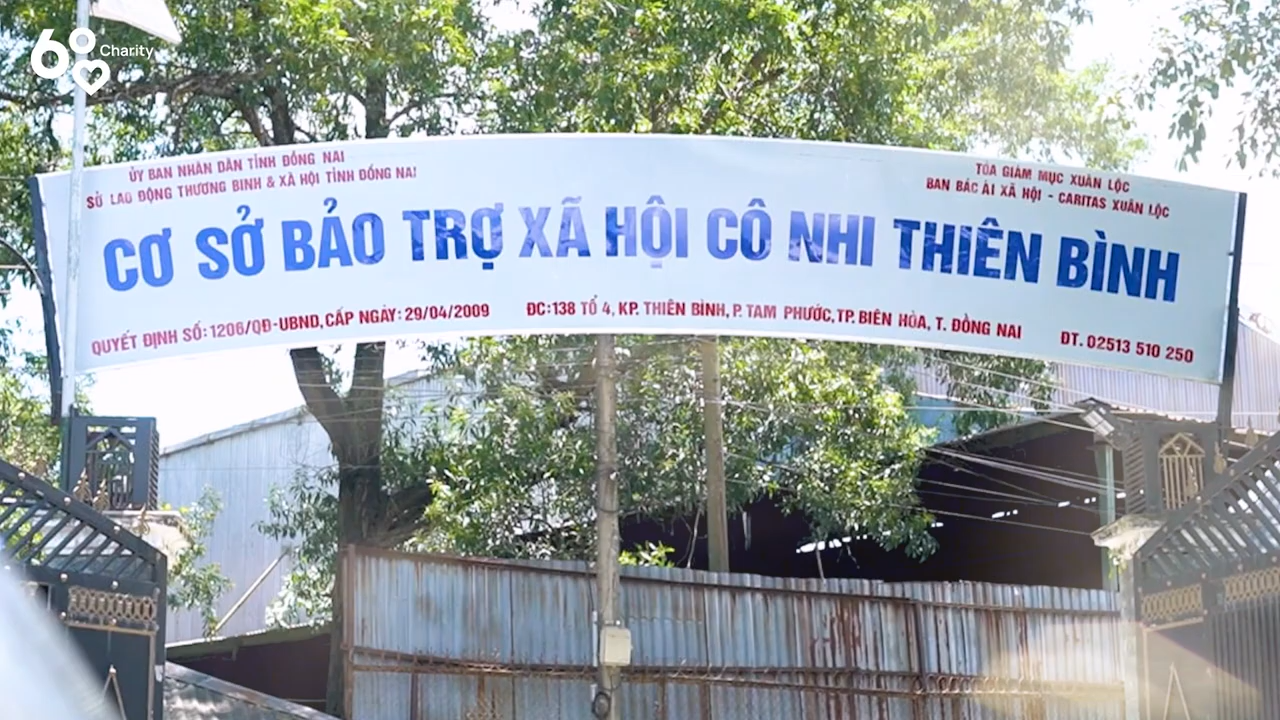 68 Charity
ỦY BAN NHÂN DÂN TỈNH ĐỒNG NAI
SỞ LAO ĐỘNG THƯƠNG BINH & XÃ HỘI TỈNH ĐỒNG NAI
TÒA GIÁM MỤC XUÂN LỘC
BAN BÁC ÁI XÃ HỘI - CARITAS XUÂN LỘC
CƠ SỞ BẢO TRỢ XÃ HỘI CÔ NHI THIÊN BÌNH
QUYẾT ĐỊNH SỐ: 1206/QĐ-UBND, CẤP NGÀY: 29/04/2009
ĐC: 138 TỔ 4, KP. THIÊN BÌNH, P. TAM PHƯỚC, TP. BIÊN HÒA, T. ĐỒNG NAI
ĐT. 02513 510 250